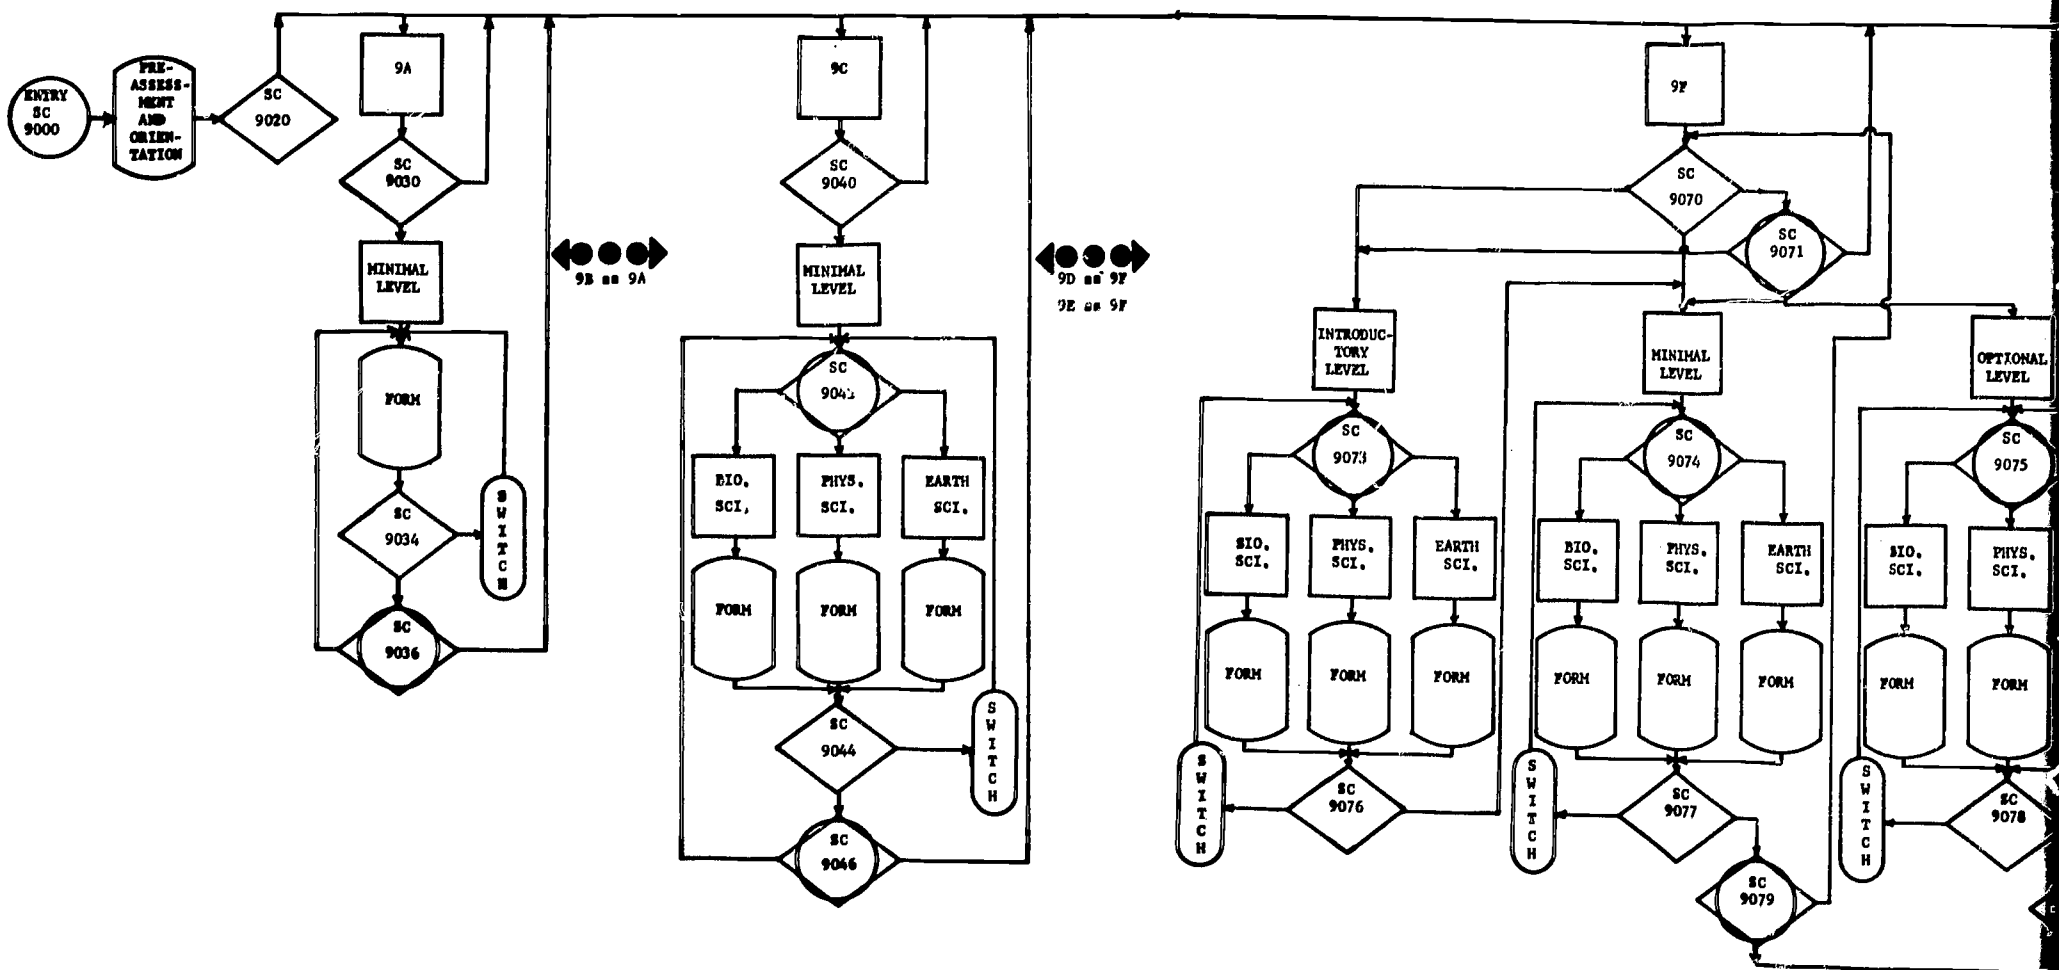 ENTRY
SC
9000
PRE-
ASSESS-
MENT
AND
ORIEN-
TATION
SC
9020
9A
SC
9030
MINIMAL
LEVEL
FORM
SC
9034
SWITCH
SC
9036
9B == 9A
9C
SC
9040
MINIMAL
LEVEL
SC
BIO.
SCI.
PHYS.
SCI.
EARTH
SCI.
FORM
FORM
FORM
SC
9044
SWITCH
SC
9046
9D == 9F
9E == 9F
9F
SC
9070
SC
9071
INTRODUC-
TORY
LEVEL
SC
9073
BIO.
SCI.
PHYS.
SCI.
EARTH
SCI.
FORM
FORM
FORM
SWITCH
SC
9076
MINIMAL
LEVEL
SC
9074
BIO.
SCI.
PHYS.
SCI.
EARTH
SCI.
FORM
FORM
FORM
SWITCH
SC
9077
SC
9079
OPTIONAL
LEVEL
SC
9075
BIO.
SCI.
PHYS.
SCI.
FORM
FORM
SWITCH
SC
9078